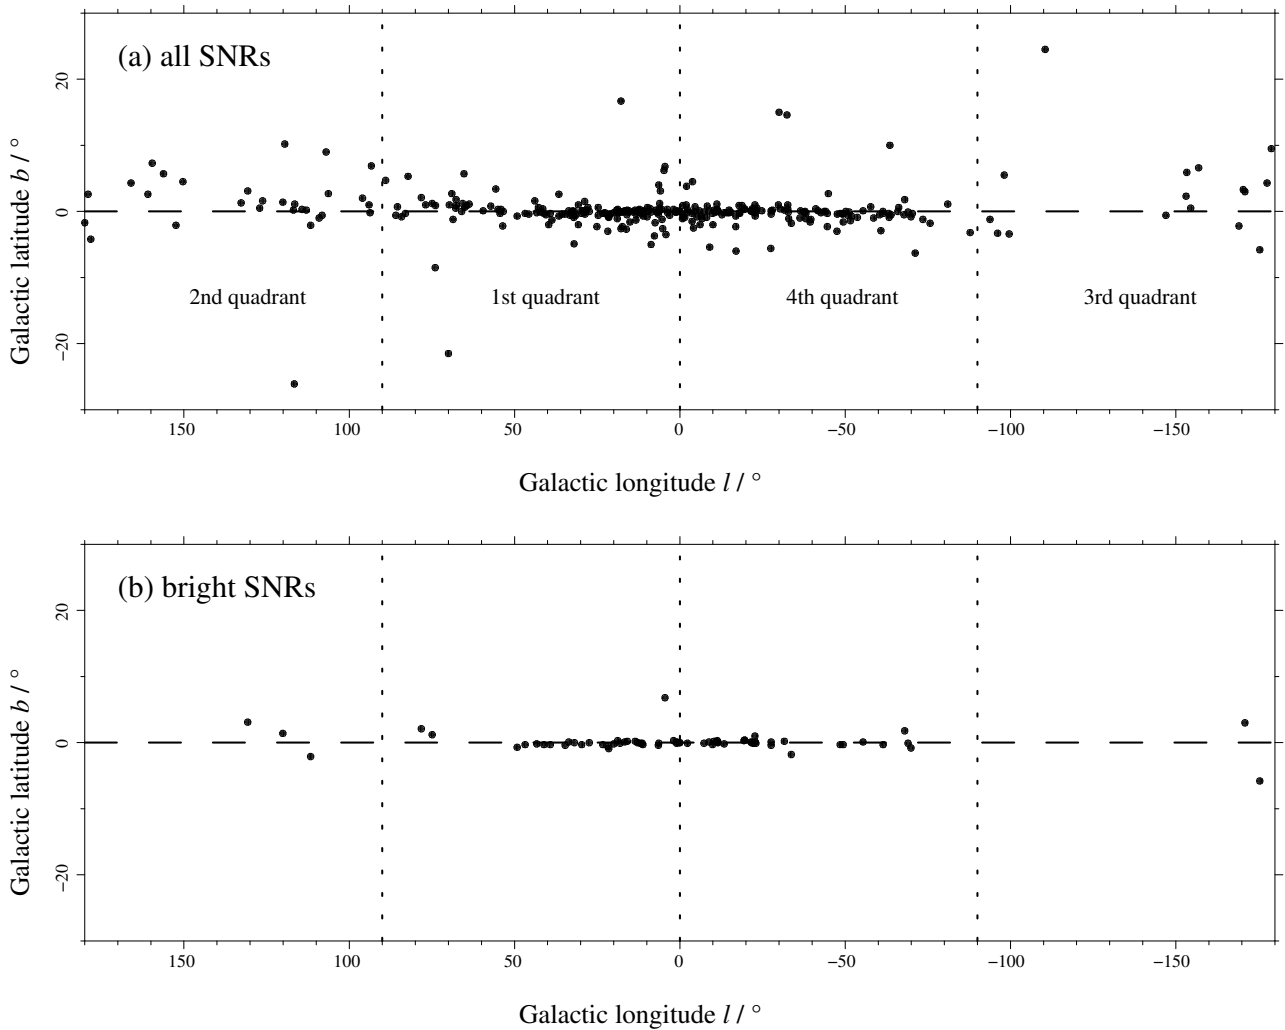 (a) all SNRs
20
0
−20
Galactic latitude b / °
2nd quadrant 1st quadrant 4th quadrant 3rd quadrant
150 100 50 0 −50 −100 −150
Galactic longitude l / °
(b) bright SNRs
20
0
−20
Galactic latitude b / °
150 100 50 0 −50 −100 −150
Galactic longitude l / °